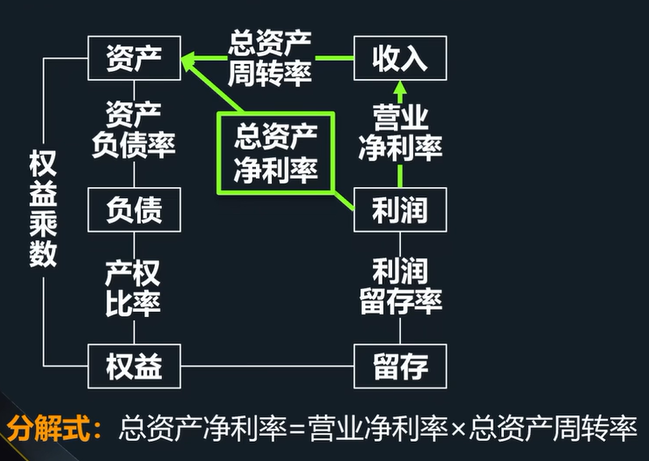 总资产
周转率
资产
收入
资产
负债率
总资产
净利率
营业
净利率
权益乘数
负债
利润
产权
比率
利润
留存率
权益
留存
分解式：总资产净利率=营业净利率×总资产周转率